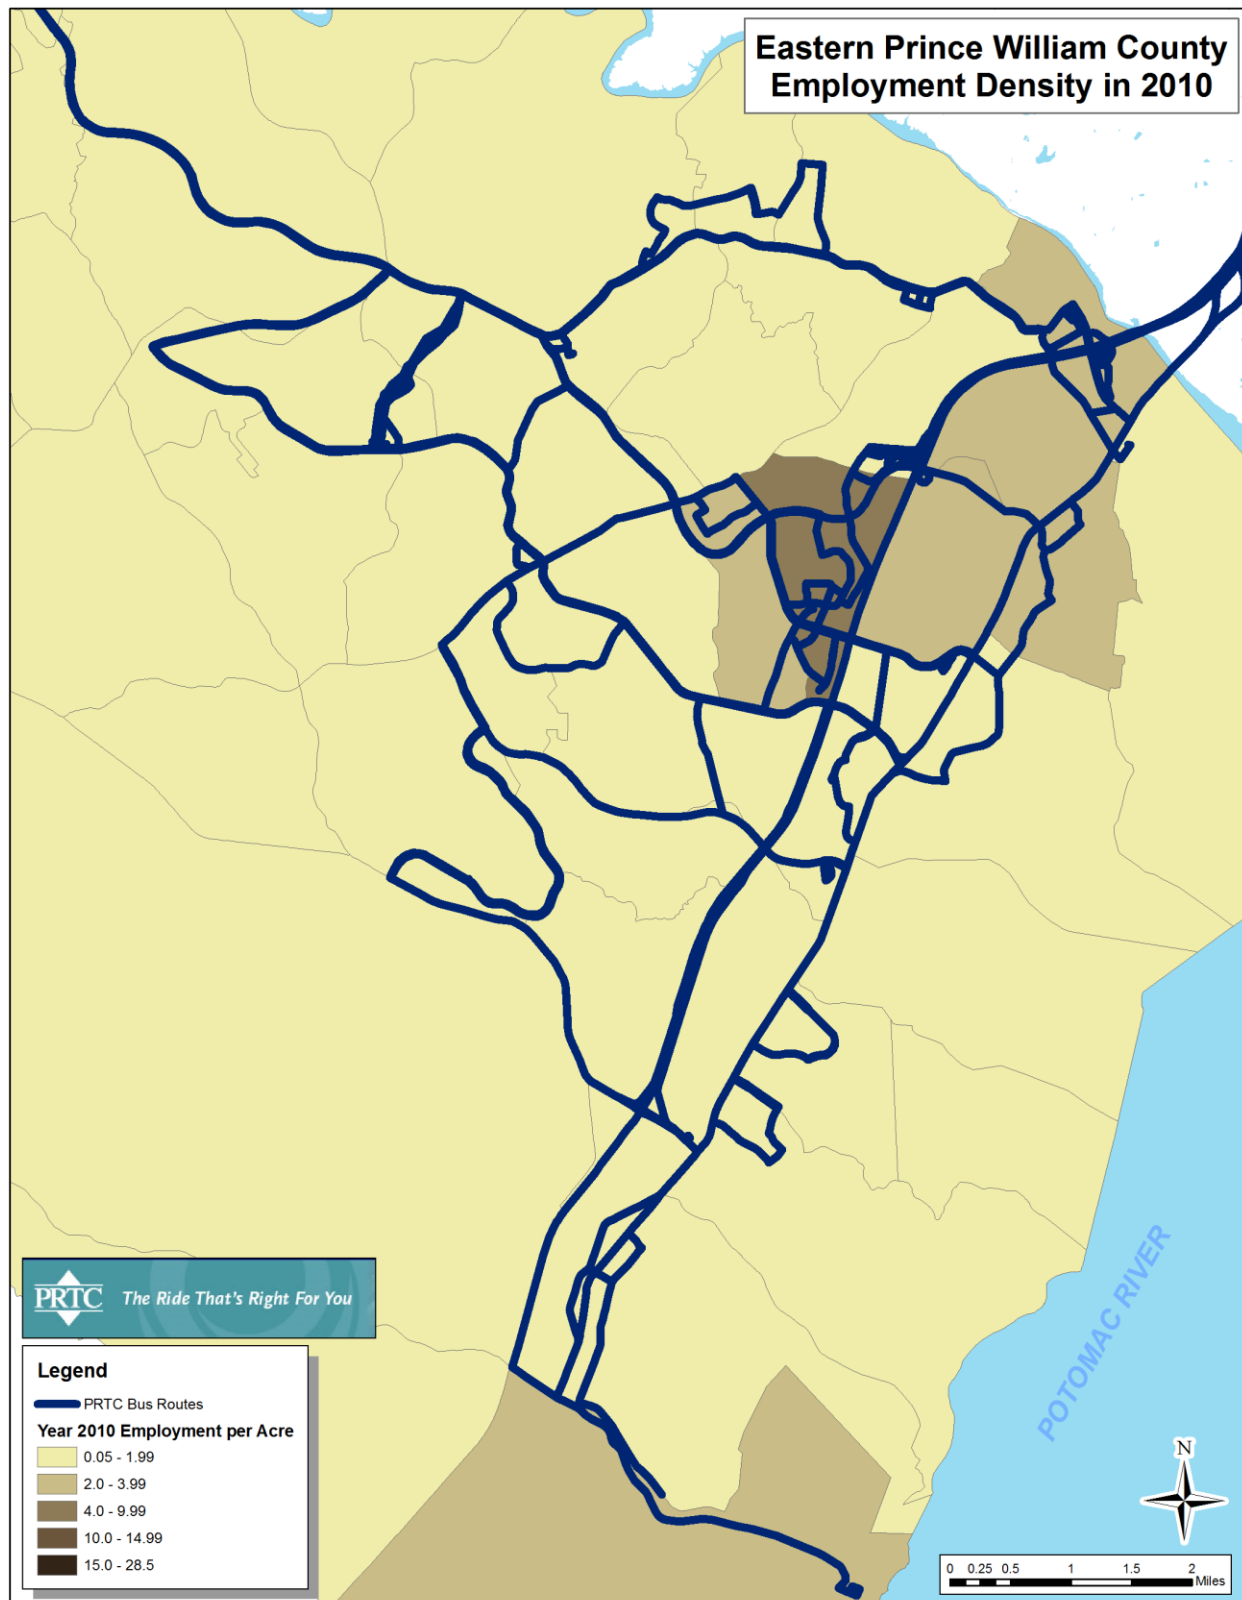 Eastern Prince William County
Employment Density in 2010
POTOMAC RIVER
PRTC The Ride That's Right For You
Legend
PRTC Bus Routes
Year 2010 Employment per Acre
0.05 - 1.99
2.0 - 3.99
4.0 - 9.99
10.0 - 14.99
15.0 - 28.5
N
0 0.25 0.5 1 1.5 2
Miles